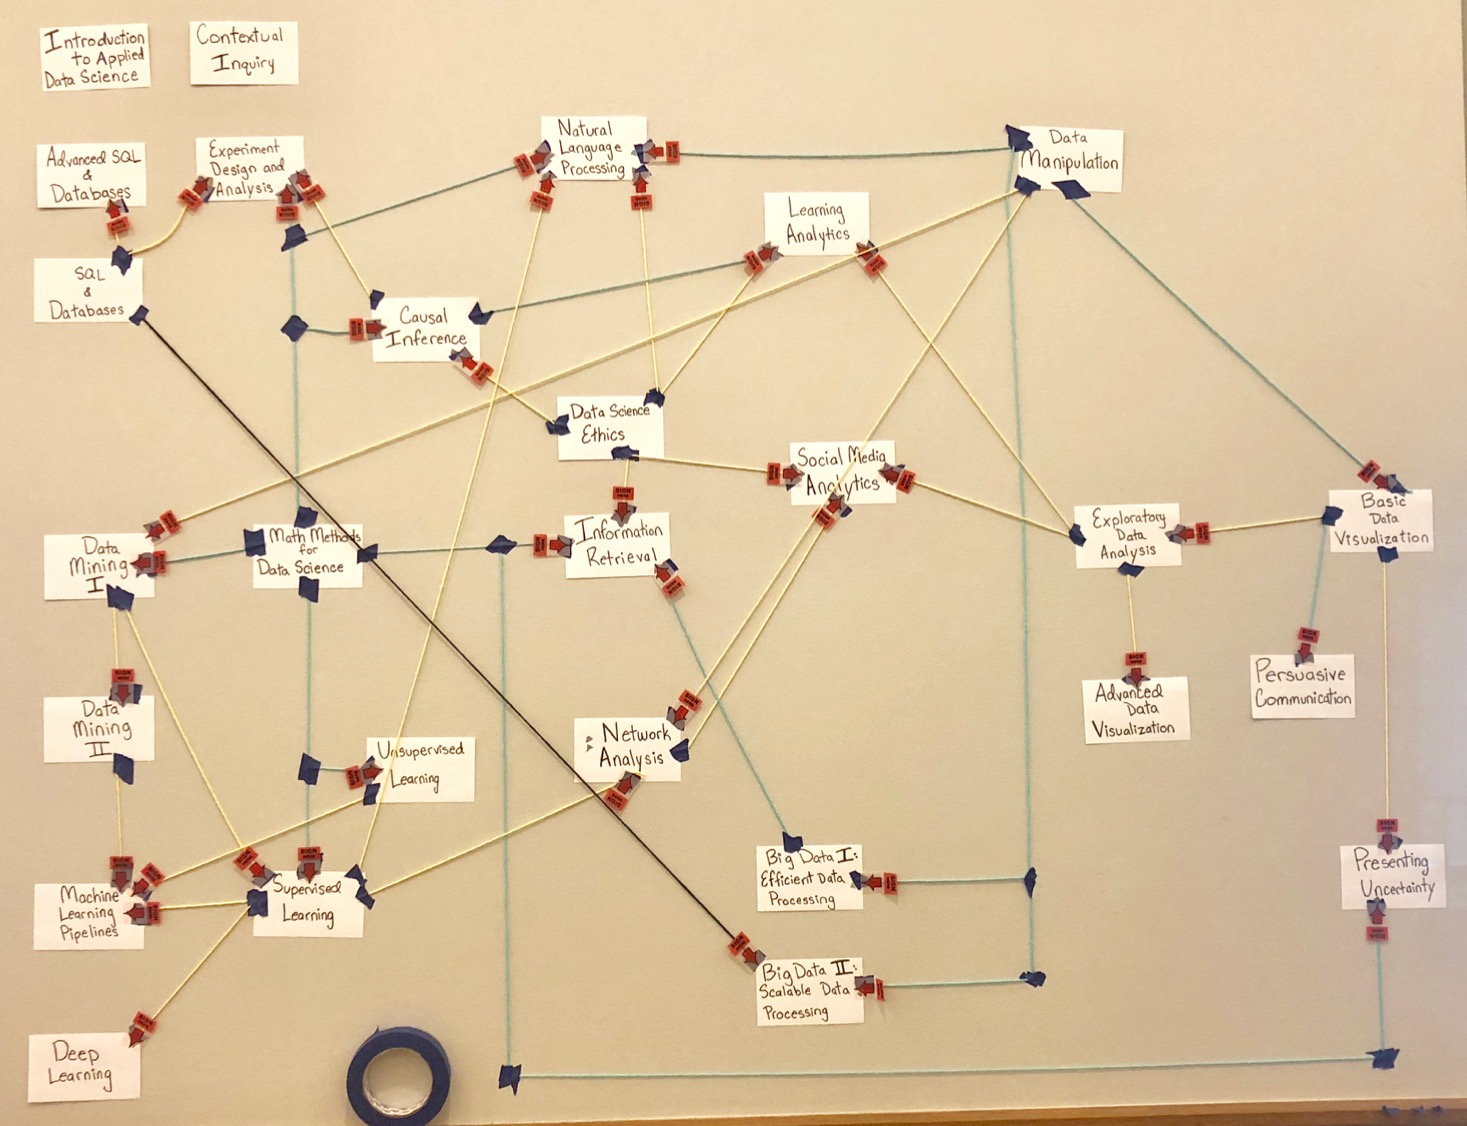 Introduction
to Applied
Data Science
Contextual
Inquiry
Advanced SQL
&
Databases
Experiment
Design and
Analysis
Natural
Language
Processing
Data
Manipulation
Learning
Analytics
SQL
&
Databases
Causal
Inference
Data Science
Ethics
Social Media
Analytics
Data
Mining
I
Math Methods
for
Data Science
Information
Retrieval
Exploratory
Data
Analysis
Basic
Data
Visualization
Data
Mining
II
Unsupervised
Learning
Network
Analysis
Advanced
Data
Visualization
Persuasive
Communication
Machine
Learning
Pipelines
Supervised
Learning
Big Data I:
Efficient Data
Processing
Presenting
Uncertainty
Big Data II:
Scalable Data
Processing
Deep
Learning